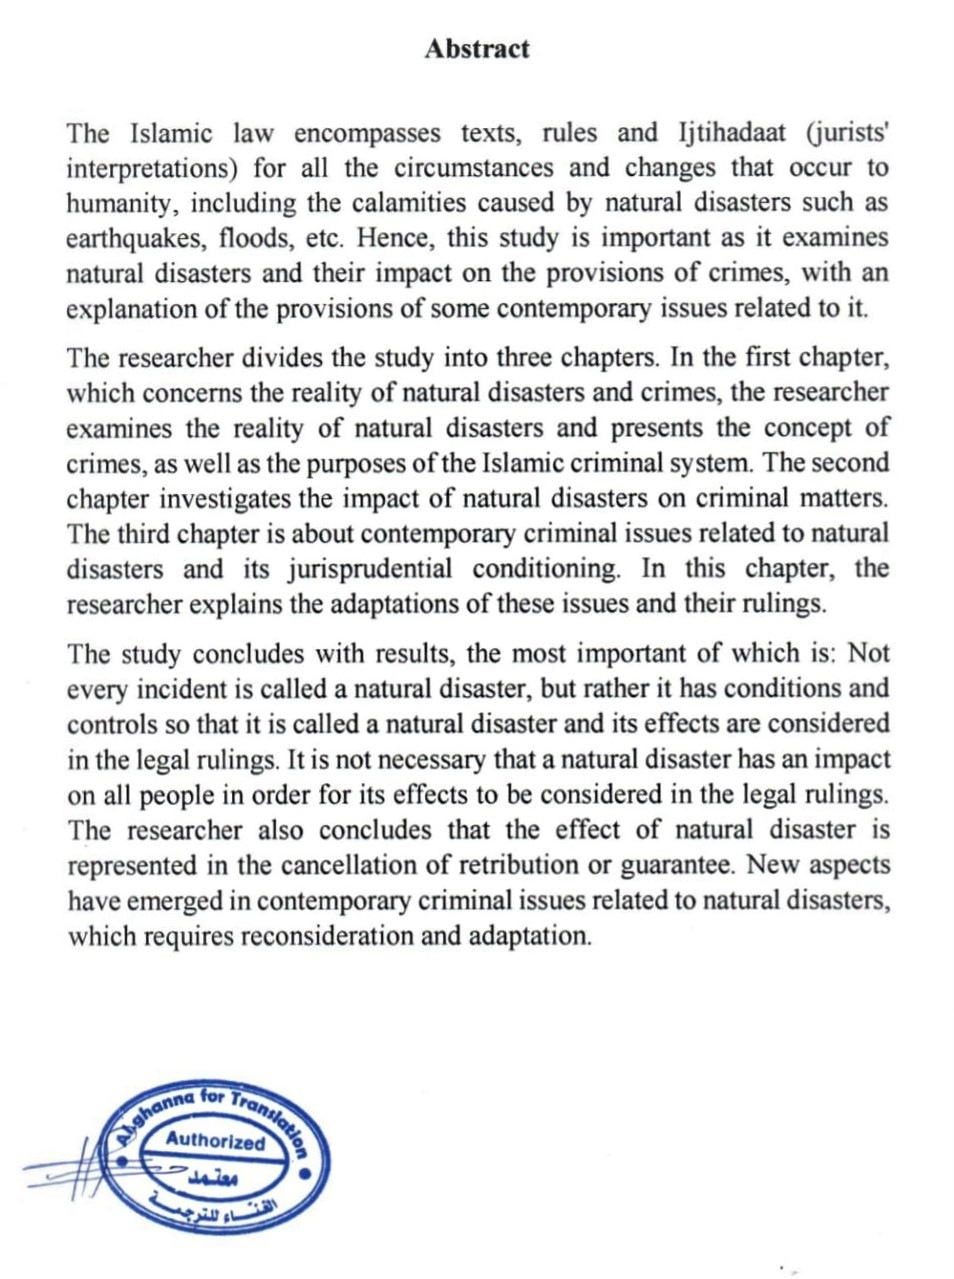 Abstract
The Islamic law encompasses texts, rules and Ijtihadaat (jurists'
interpretations) for all the circumstances and changes that occur to
humanity, including the calamities caused by natural disasters such as
earthquakes, floods, etc. Hence, this study is important as it examines
natural disasters and their impact on the provisions of crimes, with an
explanation of the provisions of some contemporary issues related to it.
The researcher divides the study into three chapters. In the first chapter,
which concerns the reality of natural disasters and crimes, the researcher
examines the reality of natural disasters and presents the concept of
crimes, as well as the purposes of the Islamic criminal system. The second
chapter investigates the impact of natural disasters on criminal matters.
The third chapter is about contemporary criminal issues related to natural
disasters and its jurisprudential conditioning. In this chapter, the
researcher explains the adaptations of these issues and their rulings.
The study concludes with results, the most important of which is: Not
every incident is called a natural disaster, but rather it has conditions and
controls so that it is called a natural disaster and its effects are considered
in the legal rulings. It is not necessary that a natural disaster has an impact
on all people in order for its effects to be considered in the legal rulings.
The researcher also concludes that the effect of natural disaster is
represented in the cancellation of retribution or guarantee. New aspects
have emerged in contemporary criminal issues related to natural disasters,
which requires reconsideration and adaptation.
for Translation
Authorized
معتمد
للترجمة